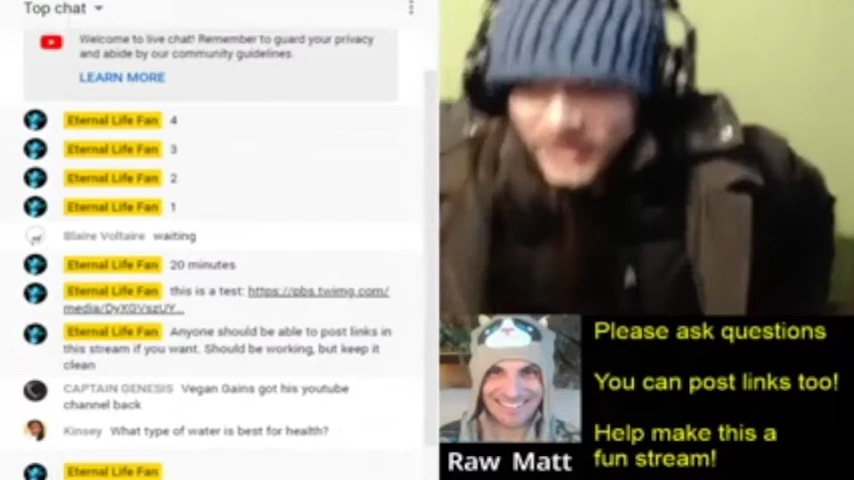 Top chat
Welcome to live chat! Remember to guard your privacy
and abide by our community guidelines.
LEARN MORE
Eternal Life Fan 4
Eternal Life Fan 3
Eternal Life Fan 2
Eternal Life Fan 1
Blaire Voltaire waiting
Eternal Life Fan 20 minutes
Eternal Life Fan this is a test: https://pbs.twimg.com/
media/DyXGVszUY...
Eternal Life Fan Anyone should be able to post links in
this stream if you want. Should be working, but keep it
clean
CAPTAIN GENESIS Vegan Gains got his youtube
channel back
Kinsey What type of water is best for health?
Eternal Life Fan
Please ask questions
You can post links too!
Help make this a
fun stream!
Raw Matt